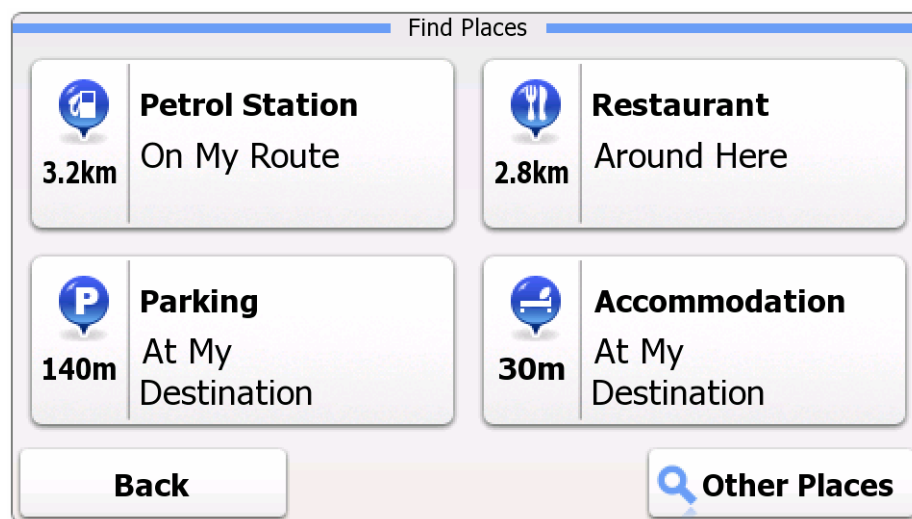 Find Places
Petrol Station
On My Route
3.2km
Restaurant
Around Here
2.8km
P
Parking
At My
Destination
140m
Accommodation
At My
Destination
30m
Back
Other Places